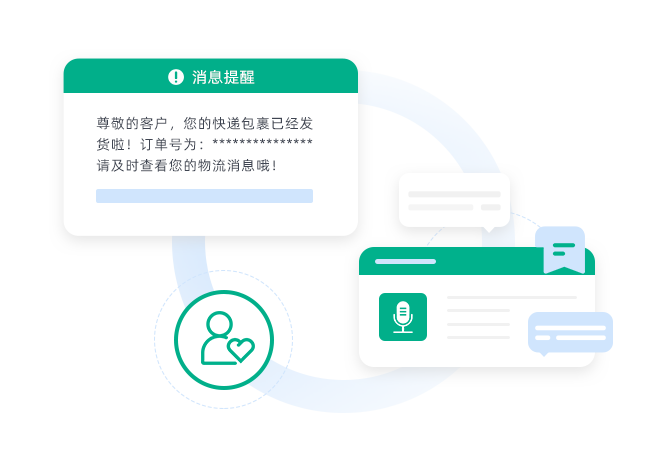 消息提醒
尊敬的客户，您的快递包裹已经发
货啦！订单号为：***************
请及时查看您的物流消息哦！